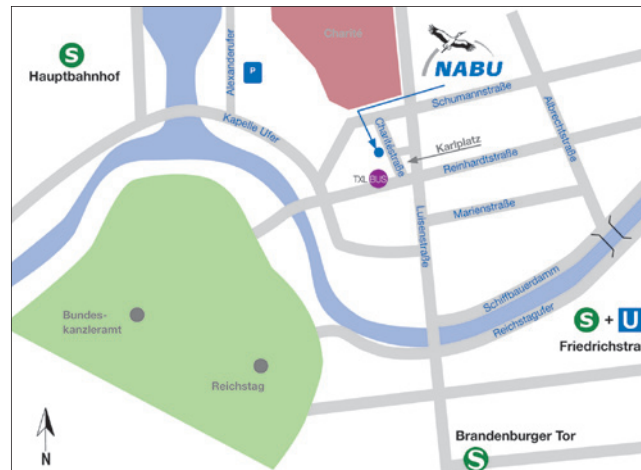 S
Hauptbahnhof
Alexanderufer
P
Charité
NABU
Kapelle Ufer
Schumannstraße
Albrechtstraße
Charitéstraße
Karlplatz
Reinhardtstraße
TXL BUS
Luisenstraße
Marienstraße
Schiffbauerdamm
Reichstagufer
Bundes-
kanzleramt
Reichstag
S + U
Friedrichstra
Brandenburger Tor
S
N